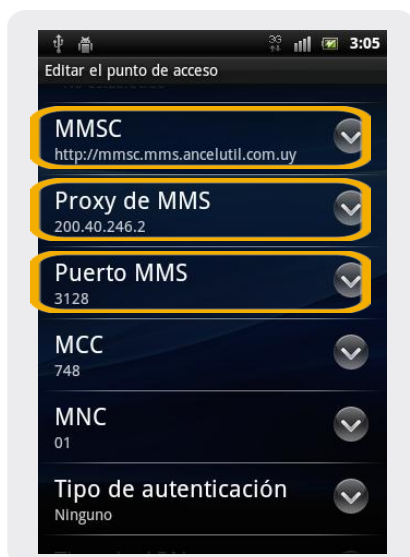 3G
3:05
Editar el punto de acceso
MMSC
http://mmsc.mms.ancelutil.com.uy
Proxy de MMS
200.40.246.2
Puerto MMS
3128
MCC
748
MNC
01
Tipo de autenticación
Ninguno